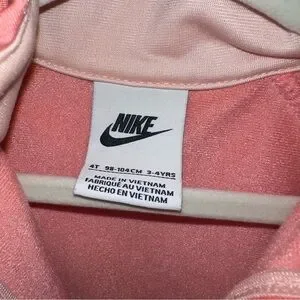 NIKE
4T 98-104CM 3-4YRS
MADE IN VIETNAM
FABRIQUÉ AU VIETNAM
HECHO EN VIETNAM